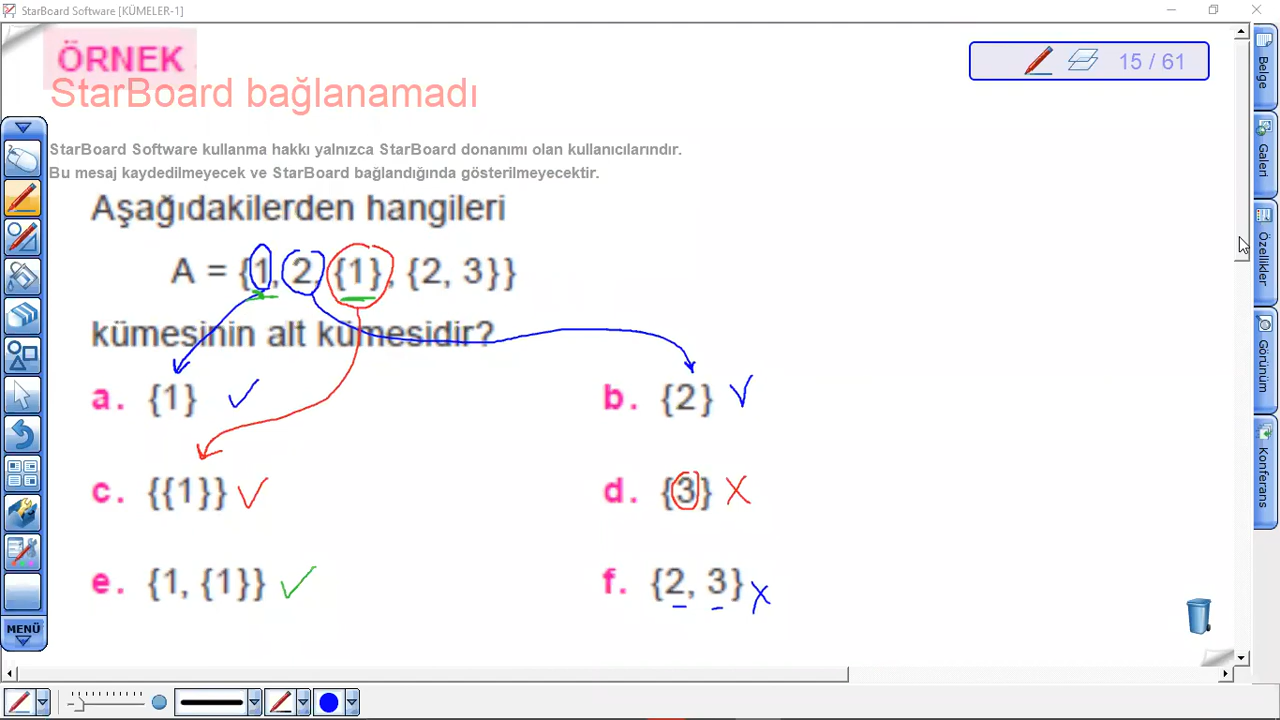 StarBoard Software [KÜMELER-1]
ÖRNEK
15 / 61
StarBoard bağlanamadı
StarBoard Software kullanma hakkı yalnızca StarBoard donanımı olan kullanıcılarındır.
Bu mesaj kaydedilmeyecek ve StarBoard bağlandığında gösterilmeyecektir.
Aşağıdakilerden hangileri
A = {1, 2, {1}, {2, 3}}
kümesinin alt kümesidir?
a. {1} ✓
b. {2} ✓
c. {{1}} ✓
d. {3} X
e. {1, {1}} ✓
f. {2, 3} X
MENÜ
Belge
Galeri
Özellikler
Görünüm
Konferans